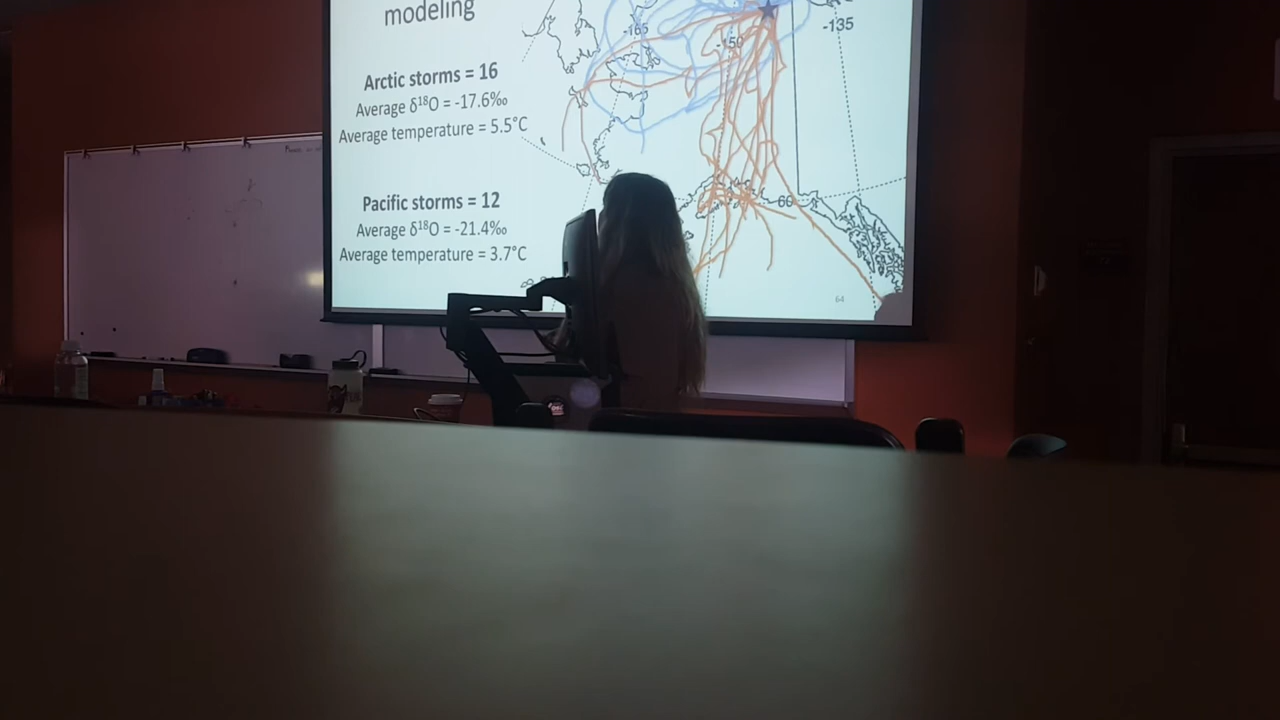 modeling
Arctic storms = 16
Average δ¹⁸O = -17.6‰
Average temperature = 5.5°C
Pacific storms = 12
Average δ¹⁸O = -21.4‰
Average temperature = 3.7°C
-165
-150
-135
60
64